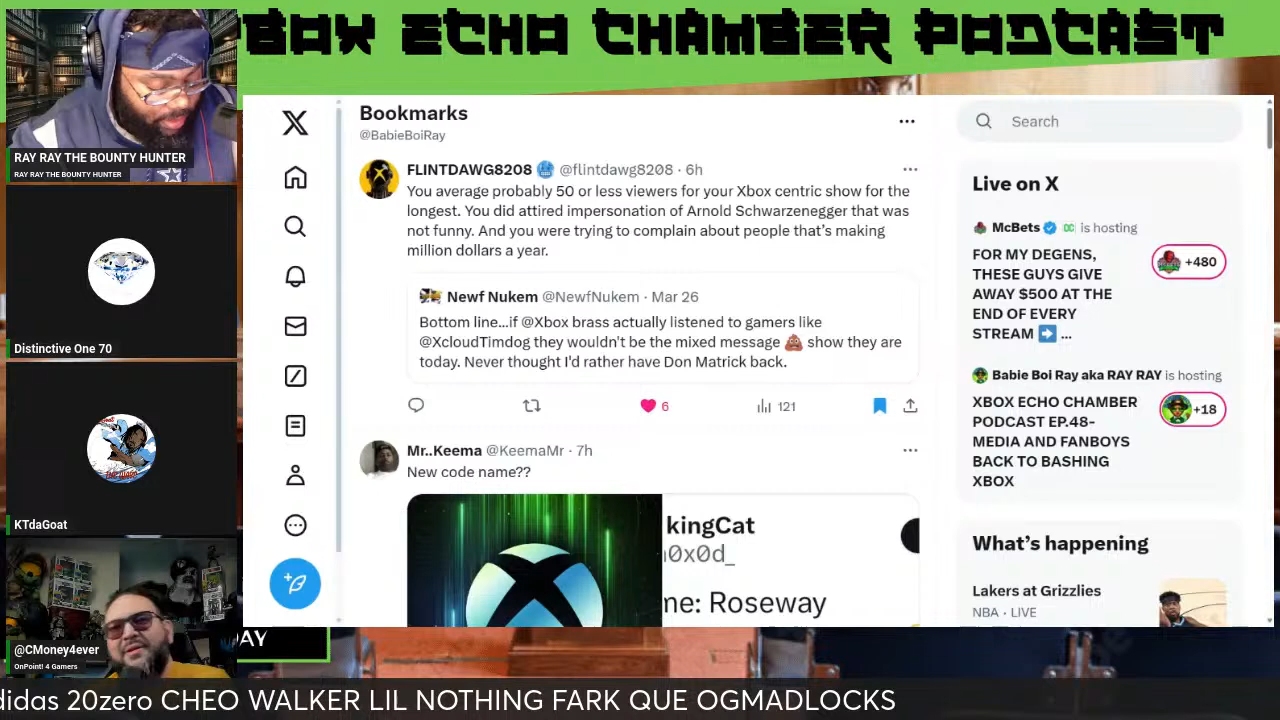 BOX ECHO CHAMBER PODCAST
RAY RAY THE BOUNTY HUNTER
RAY RAY THE BOUNTY HUNTER
Distinctive One 70
KTdaGoat
@CMoney4ever
OnPoint! 4 Gamers
Bookmarks
@BabieBoiRay
FLINTDAWG8208 @flintdawg8208 · 6h
You average probably 50 or less viewers for your Xbox centric show for the
longest. You did attired impersonation of Arnold Schwarzenegger that was
not funny. And you were trying to complain about people that's making
million dollars a year.
Newf Nukem @NewfNukem · Mar 26
Bottom line...if @Xbox brass actually listened to gamers like
@XcloudTimdog they wouldn't be the mixed message 💩 show they are
today. Never thought I'd rather have Don Matrick back.
6
121
Mr..Keema @KeemaMr · 7h
New code name??
kingCat
0x0d_
me: Roseway
Search
Live on X
McBets is hosting
FOR MY DEGENS,
THESE GUYS GIVE
AWAY $500 AT THE
END OF EVERY
STREAM ➡️ ...
+480
Babie Boi Ray aka RAY RAY is hosting
XBOX ECHO CHAMBER
PODCAST EP.48-
MEDIA AND FANBOYS
BACK TO BASHING
XBOX
+18
What's happening
Lakers at Grizzlies
NBA · LIVE
DAY
didas 20zero CHEO WALKER LIL NOTHING FARK QUE OGMADLOCKS